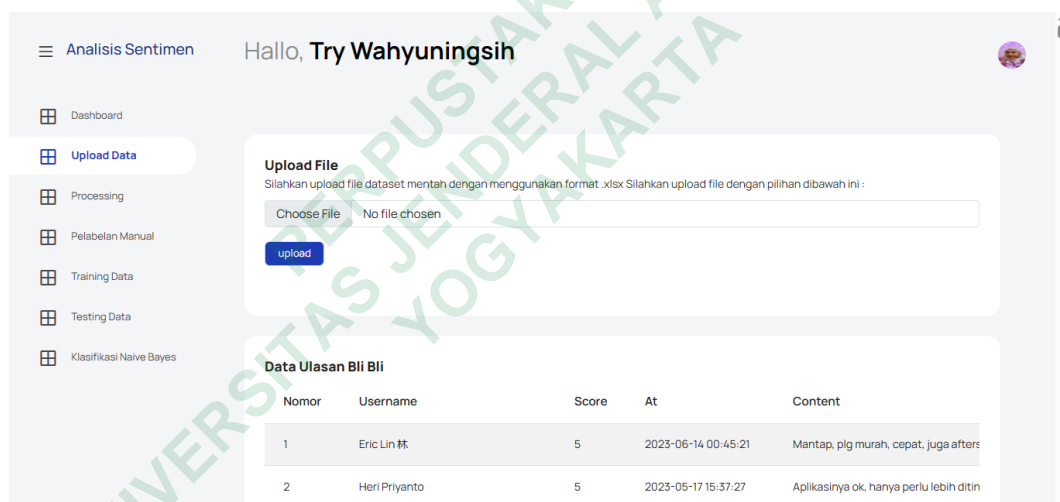 Analisis Sentimen
Hallo, Try Wahyuningsih
Dashboard
Upload Data
Processing
Pelabelan Manual
Training Data
Testing Data
Klasifikasi Naive Bayes
Upload File
Silahkan upload file dataset mentah dengan menggunakan format .xlsx Silahkan upload file dengan pilihan dibawah ini :
Choose File No file chosen
upload
Data Ulasan Bli Bli
Nomor Username Score At Content
1 Eric Lin 林 5 2023-06-14 00:45:21 Mantap, plg murah, cepat, juga afters
2 Heri Priyanto 5 2023-05-17 15:37:27 Aplikasinya ok, hanya perlu lebih ditin
JENDERAL
YOGYAKARTA